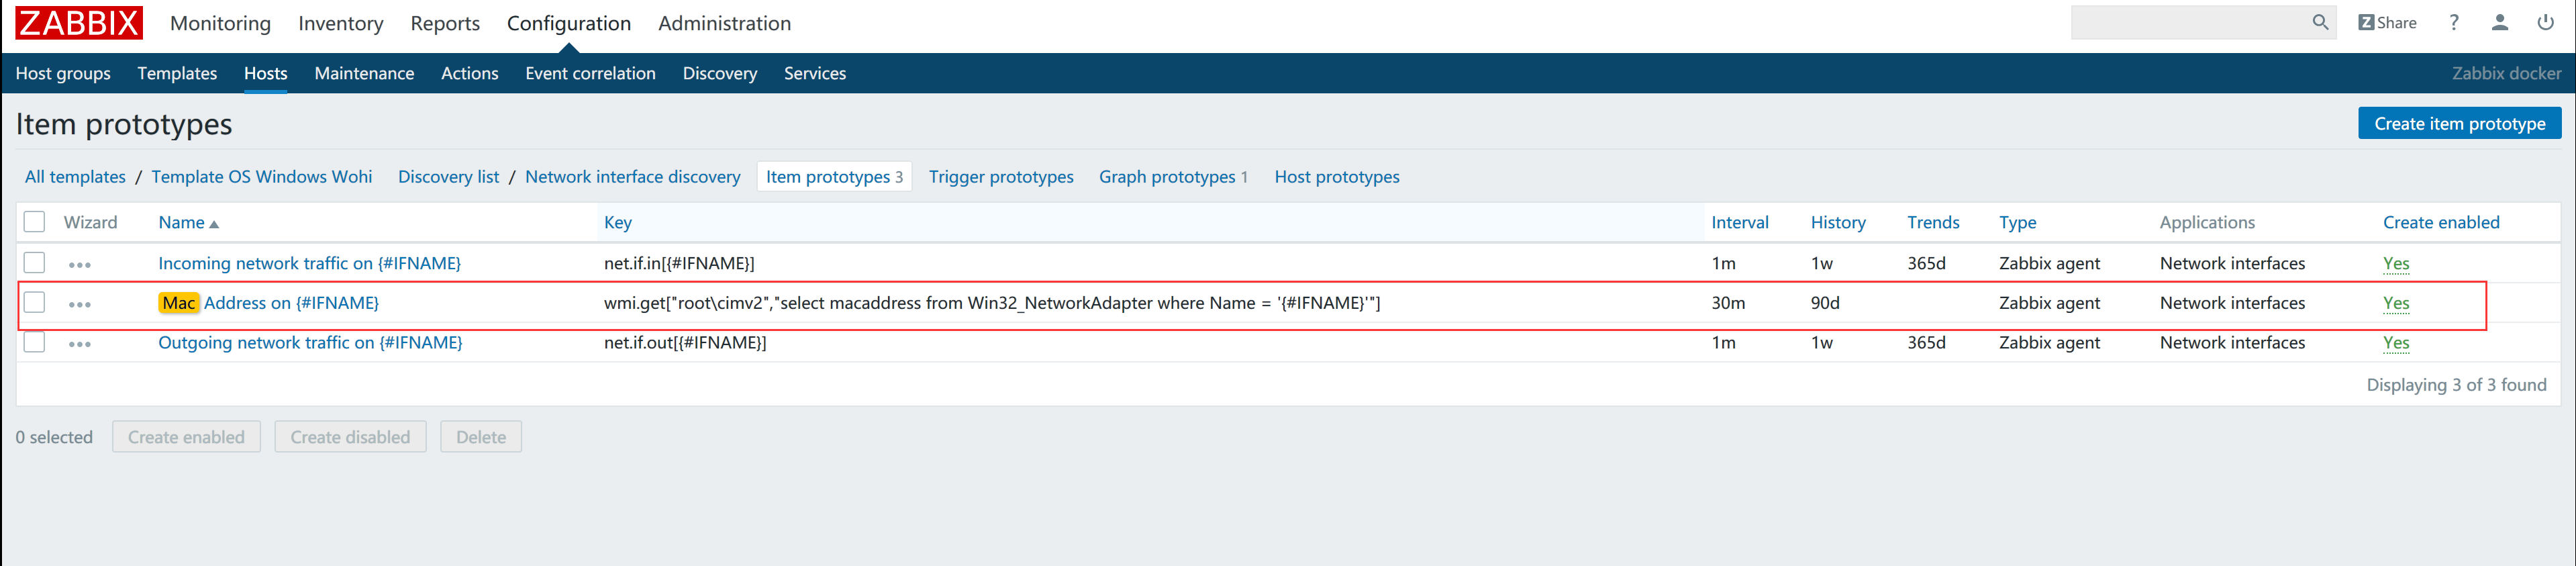 ZABBIX Monitoring Inventory Reports Configuration Administration Z Share ?
Host groups Templates Hosts Maintenance Actions Event correlation Discovery Services Zabbix docker
Item prototypes Create item prototype
All templates / Template OS Windows Wohi Discovery list / Network interface discovery Item prototypes 3 Trigger prototypes Graph prototypes 1 Host prototypes
Wizard Name ▲ Key Interval History Trends Type Applications Create enabled
••• Incoming network traffic on {#IFNAME} net.if.in[{#IFNAME}] 1m 1w 365d Zabbix agent Network interfaces Yes
••• Mac Address on {#IFNAME} wmi.get["root\cimv2","select macaddress from Win32_NetworkAdapter where Name = '{#IFNAME}'"] 30m 90d Zabbix agent Network interfaces Yes
••• Outgoing network traffic on {#IFNAME} net.if.out[{#IFNAME}] 1m 1w 365d Zabbix agent Network interfaces Yes
Displaying 3 of 3 found
0 selected Create enabled Create disabled Delete